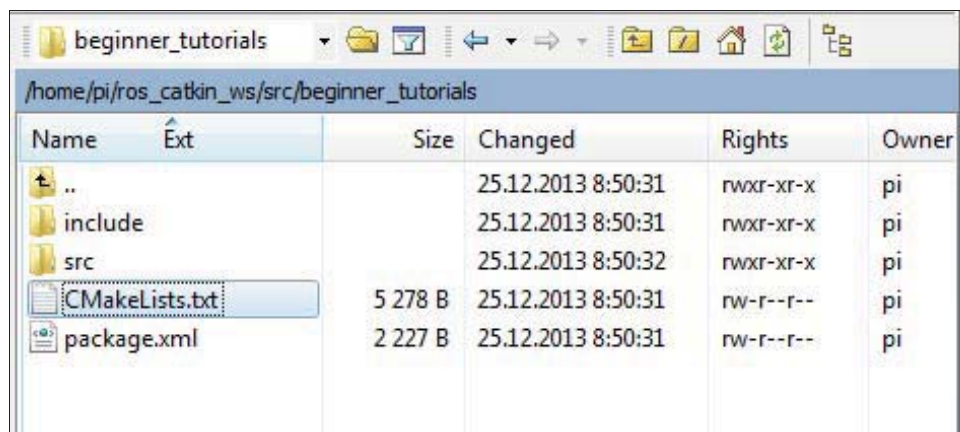 beginner_tutorials
/home/pi/ros_catkin_ws/src/beginner_tutorials
Name Ext Size Changed Rights Owner
.. 25.12.2013 8:50:31 rwxr-xr-x pi
include 25.12.2013 8:50:31 rwxr-xr-x pi
src 25.12.2013 8:50:32 rwxr-xr-x pi
CMakeLists.txt 5 278 B 25.12.2013 8:50:31 rw-r--r-- pi
package.xml 2 227 B 25.12.2013 8:50:31 rw-r--r-- pi